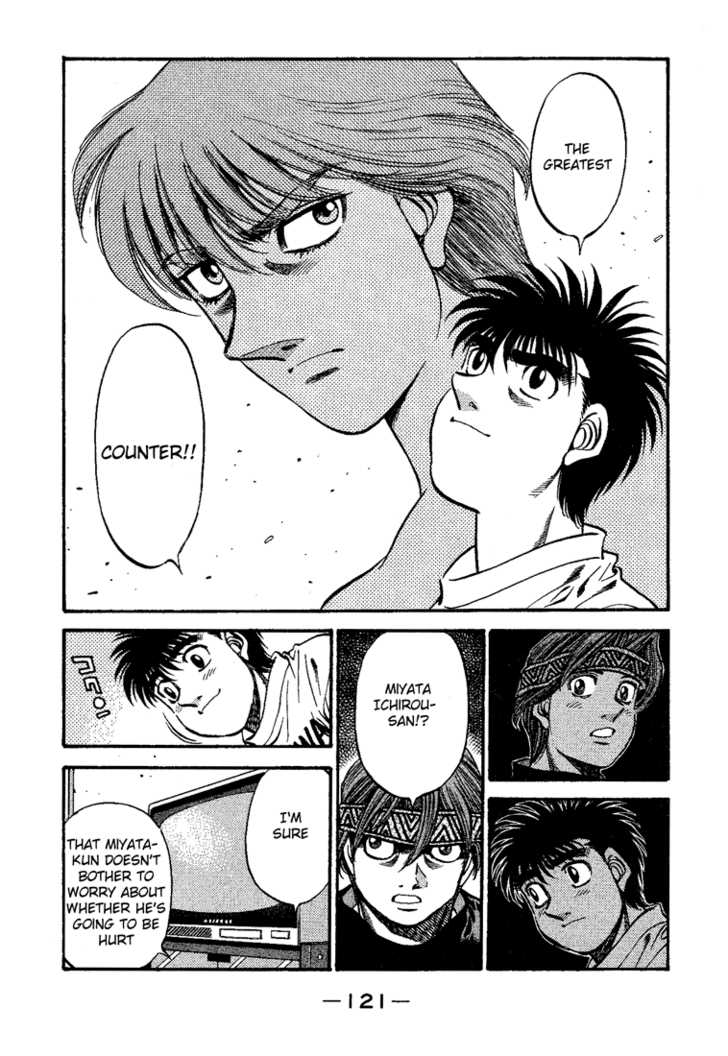 THE
GREATEST
COUNTER!!
MIYATA
ICHIROU-
SAN!?
I'M
SURE
THAT MIYATA-
KUN DOESN'T
BOTHER TO
WORRY ABOUT
WHETHER HE'S
GOING TO BE
HURT
—121—